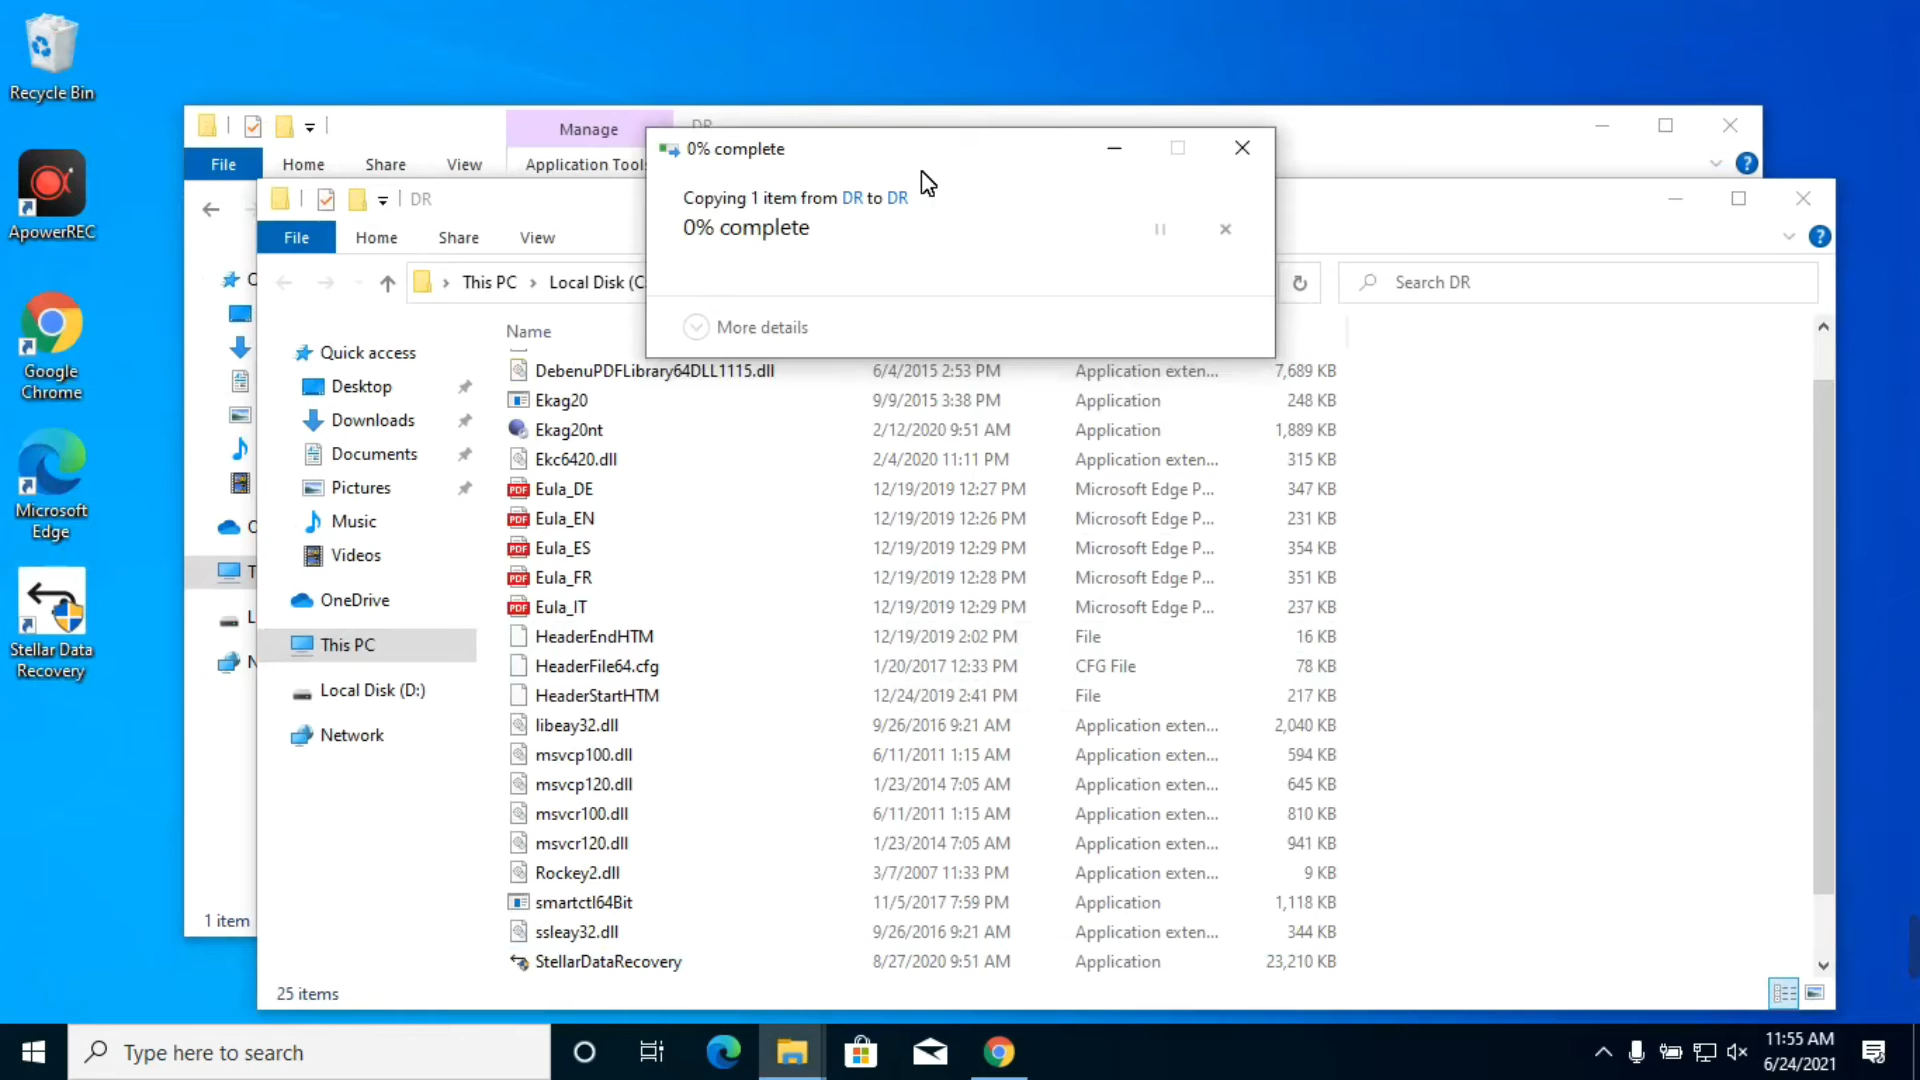 Recycle Bin
ApowerREC
Google
Chrome
Microsoft
Edge
Stellar Data
Recovery
Manage
File
Home
Share
View
Application Tools
1 item
0% complete
Copying 1 item from DR to DR
0% complete
More details
DR
File
Home
Share
View
This PC
Local Disk (C
Search DR
Quick access
Desktop
Downloads
Documents
Pictures
Music
Videos
OneDrive
This PC
Local Disk (D:)
Network
Name
DebenuPDFLibrary64DLL1115.dll 6/4/2015 2:53 PM Application exten... 7,689 KB
Ekag20 9/9/2015 3:38 PM Application 248 KB
Ekag20nt 2/12/2020 9:51 AM Application 1,889 KB
Ekc6420.dll 2/4/2020 11:11 PM Application exten... 315 KB
Eula_DE 12/19/2019 12:27 PM Microsoft Edge P... 347 KB
Eula_EN 12/19/2019 12:26 PM Microsoft Edge P... 231 KB
Eula_ES 12/19/2019 12:29 PM Microsoft Edge P... 354 KB
Eula_FR 12/19/2019 12:28 PM Microsoft Edge P... 351 KB
Eula_IT 12/19/2019 12:29 PM Microsoft Edge P... 237 KB
HeaderEndHTM 12/19/2019 2:02 PM File 16 KB
HeaderFile64.cfg 1/20/2017 12:33 PM CFG File 78 KB
HeaderStartHTM 12/24/2019 2:41 PM File 217 KB
libeay32.dll 9/26/2016 9:21 AM Application exten... 2,040 KB
msvcp100.dll 6/11/2011 1:15 AM Application exten... 594 KB
msvcp120.dll 1/23/2014 7:05 AM Application exten... 645 KB
msvcr100.dll 6/11/2011 1:15 AM Application exten... 810 KB
msvcr120.dll 1/23/2014 7:05 AM Application exten... 941 KB
Rockey2.dll 3/7/2007 11:33 PM Application exten... 9 KB
smartctl64Bit 11/5/2017 7:59 PM Application 1,118 KB
ssleay32.dll 9/26/2016 9:21 AM Application exten... 344 KB
StellarDataRecovery 8/27/2020 9:51 AM Application 23,210 KB
25 items
Type here to search
11:55 AM
6/24/2021